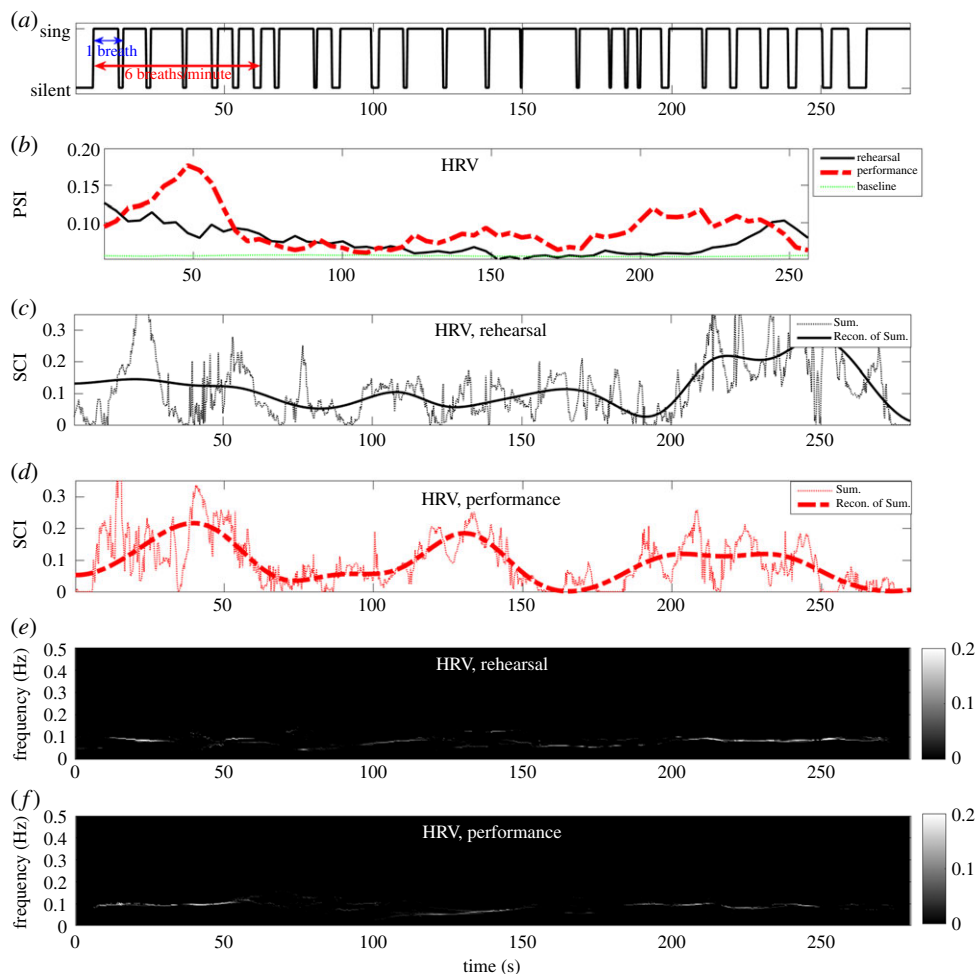 (a)
sing
1 breath
6 breaths/minute
silent
50 100 150 200 250
(b)
0.20
HRV
rehearsal
performance
baseline
0.15
PSI
0.10
50 100 150 200 250
(c)
0.3
HRV, rehearsal
Sum.
Recon. of Sum.
SCI
0.2
0.1
0
50 100 150 200 250
(d)
0.3
HRV, performance
Sum.
Recon. of Sum.
SCI
0.2
0.1
0
50 100 150 200 250
(e)
0.5
HRV, rehearsal
0.2
frequency (Hz)
0.4
0.3
0.2
0.1
0.1
0
0
0 50 100 150 200 250
(f)
0.5
HRV, performance
0.2
frequency (Hz)
0.4
0.3
0.2
0.1
0.1
0
0
0 50 100 150 200 250
time (s)